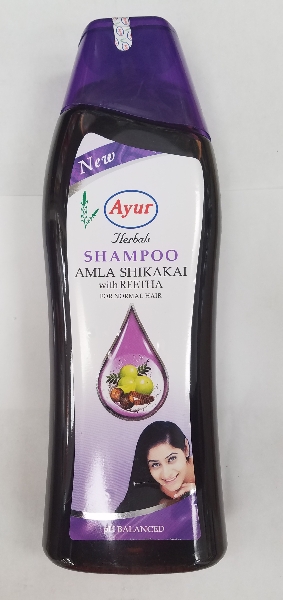 New
Ayur
Herbals
SHAMPOO
AMLA SHIKAKAI
with REETHA
FOR NORMAL HAIR
pH BALANCED